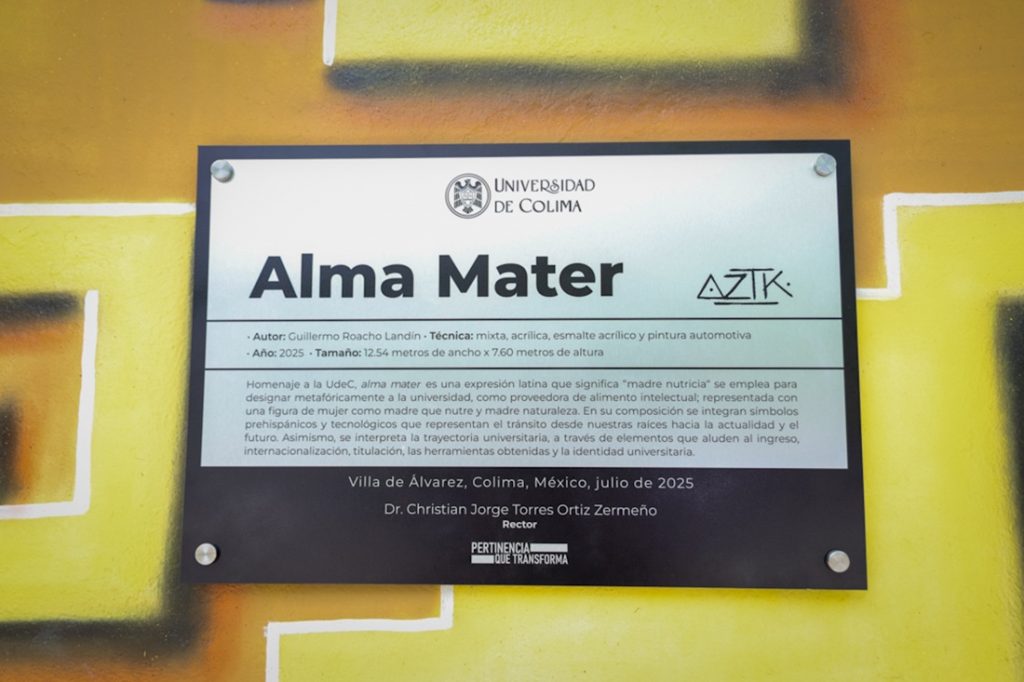 UNIVERSIDAD
DE COLIMA
Alma Mater
AZTK
• Autor: Guillermo Roacho Landín • Técnica: mixta, acrílica, esmalte acrílico y pintura automotiva
• Año: 2025 • Tamaño: 12.54 metros de ancho x 7.60 metros de altura
Homenaje a la UdeC, alma mater es una expresión latina que significa "madre nutricia" se emplea para
designar metafóricamente a la universidad, como proveedora de alimento intelectual; representada con
una figura de mujer como madre que nutre y madre naturaleza. En su composición se integran símbolos
prehispánicos y tecnológicos que representan el tránsito desde nuestras raíces hacia la actualidad y el
futuro. Asimismo, se interpreta la trayectoria universitaria, a través de elementos que aluden al ingreso,
internacionalización, titulación, las herramientas obtenidas y la identidad universitaria.
Villa de Álvarez, Colima, México, julio de 2025
Dr. Christian Jorge Torres Ortiz Zermeño
Rector
PERTINENCIA
QUE TRANSFORMA